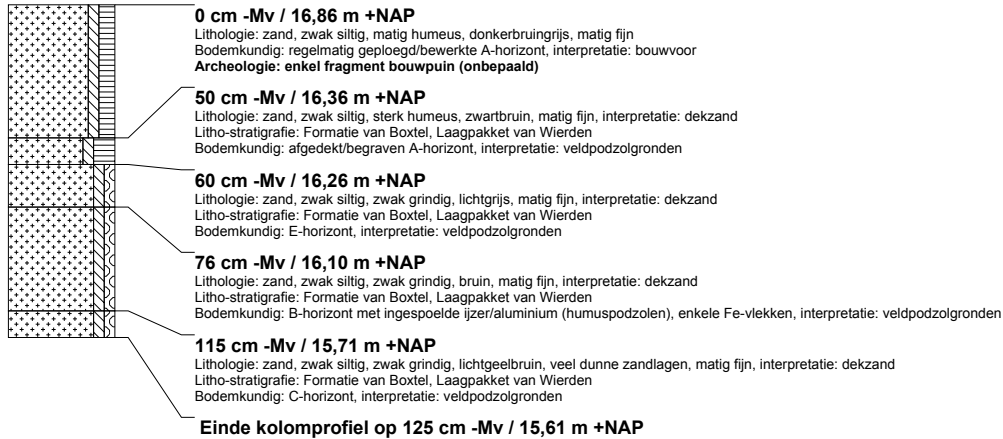 0 cm -Mv / 16,86 m +NAP
Lithologie: zand, zwak siltig, matig humeus, donkerbruingrijs, matig fijn
Bodemkundig: regelmatig geploegd/bewerkte A-horizont, interpretatie: bouwvoor
Archeologie: enkel fragment bouwpuin (onbepaald)
50 cm -Mv / 16,36 m +NAP
Lithologie: zand, zwak siltig, sterk humeus, zwartbruin, matig fijn, interpretatie: dekzand
Litho-stratigrafie: Formatie van Boxtel, Laagpakket van Wierden
Bodemkundig: afgedekt/begraven A-horizont, interpretatie: veldpodzolgronden
60 cm -Mv / 16,26 m +NAP
Lithologie: zand, zwak siltig, zwak grindig, lichtgrijs, matig fijn, interpretatie: dekzand
Litho-stratigrafie: Formatie van Boxtel, Laagpakket van Wierden
Bodemkundig: E-horizont, interpretatie: veldpodzolgronden
76 cm -Mv / 16,10 m +NAP
Lithologie: zand, zwak siltig, zwak grindig, bruin, matig fijn, interpretatie: dekzand
Litho-stratigrafie: Formatie van Boxtel, Laagpakket van Wierden
Bodemkundig: B-horizont met ingespoelde ijzer/aluminium (humuspodzolen), enkele Fe-vlekken, interpretatie: veldpodzolgronden
115 cm -Mv / 15,71 m +NAP
Lithologie: zand, zwak siltig, zwak grindig, lichtgeelbruin, veel dunne zandlagen, matig fijn, interpretatie: dekzand
Litho-stratigrafie: Formatie van Boxtel, Laagpakket van Wierden
Bodemkundig: C-horizont, interpretatie: veldpodzolgronden
Einde kolomprofiel op 125 cm -Mv / 15,61 m +NAP